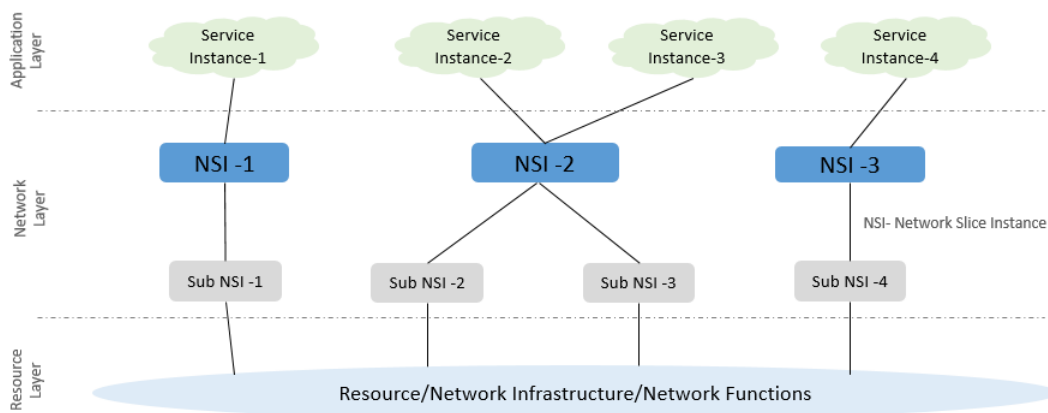 Application
Layer
Service
Instance-1
Service
Instance-2
Service
Instance-3
Service
Instance-4
Network
Layer
NSI -1
NSI -2
NSI -3
NSI- Network Slice Instance
Sub NSI -1
Sub NSI -2
Sub NSI -3
Sub NSI -4
Resource
Layer
Resource/Network Infrastructure/Network Functions